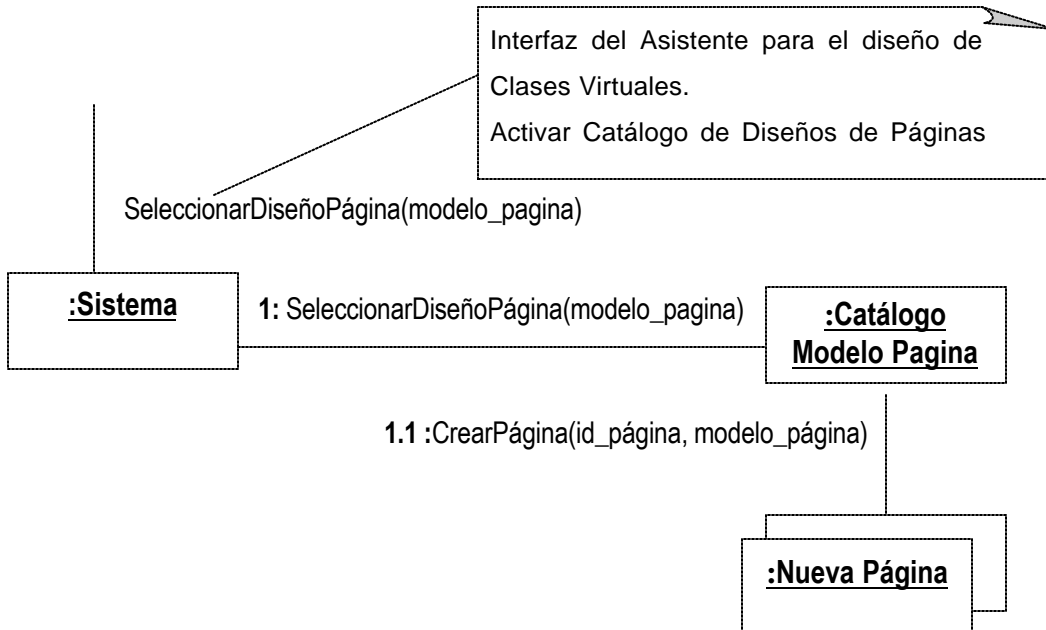 Interfaz del Asistente para el diseño de
Clases Virtuales.
Activar Catálogo de Diseños de Páginas
SeleccionarDiseñoPágina(modelo_pagina)
:Sistema
1: SeleccionarDiseñoPágina(modelo_pagina)
:Catálogo
Modelo Pagina
1.1 :CrearPágina(id_página, modelo_página)
:Nueva Página